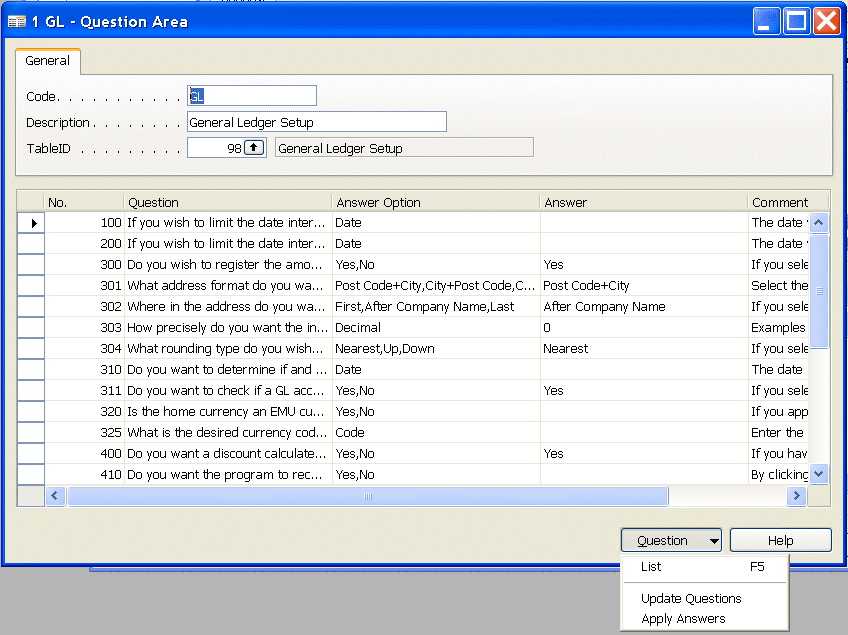 1 GL - Question Area
General
Code. . . . . . . . . . . GL
Description . . . . . . . . General Ledger Setup
TableID . . . . . . . . . 98 General Ledger Setup
No. Question Answer Option Answer Comment
100 If you wish to limit the date inter... Date The date
200 If you wish to limit the date inter... Date The date
300 Do you wish to register the amo... Yes,No Yes If you sele
301 What address format do you wa... Post Code+City,City+Post Code,C... Post Code+City Select the
302 Where in the address do you wa... First,After Company Name,Last After Company Name If you sele
303 How precisely do you want the in... Decimal 0 Examples
304 What rounding type do you wish... Nearest,Up,Down Nearest If you sele
310 Do you want to determine if and ... Date The date
311 Do you want to check if a GL acc... Yes,No Yes If you sele
320 Is the home currency an EMU cu... Yes,No If you app
325 What is the desired currency cod... Code Enter the
400 Do you want a discount calculate... Yes,No Yes If you hav
410 Do you want the program to rec... Yes,No By clicking
Question Help
List F5
Update Questions
Apply Answers